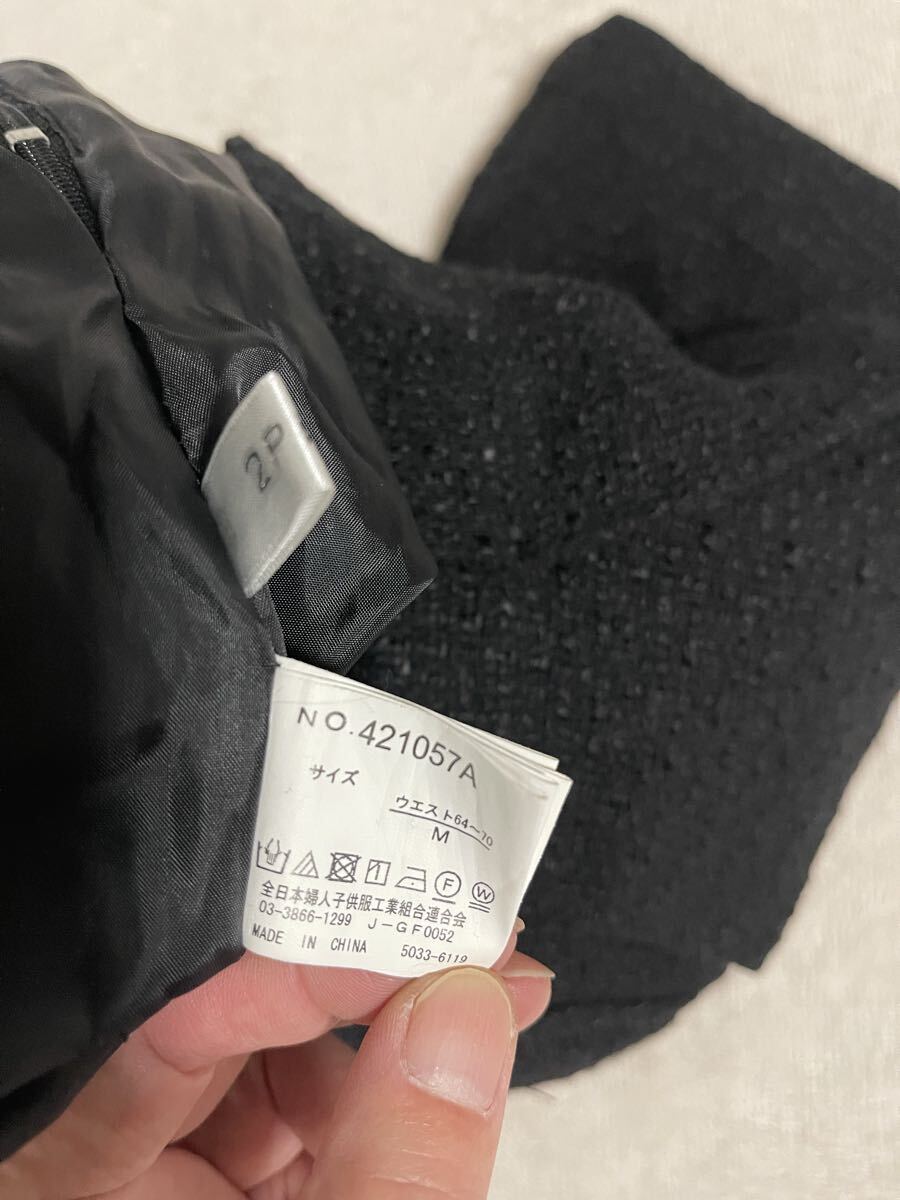 2P
NO.421057A
サイズ
ウエスト64～70
M
F W
全日本婦人子供服工業組合連合会
03-3866-1299 J-GF0052
MADE IN CHINA 5033-6119